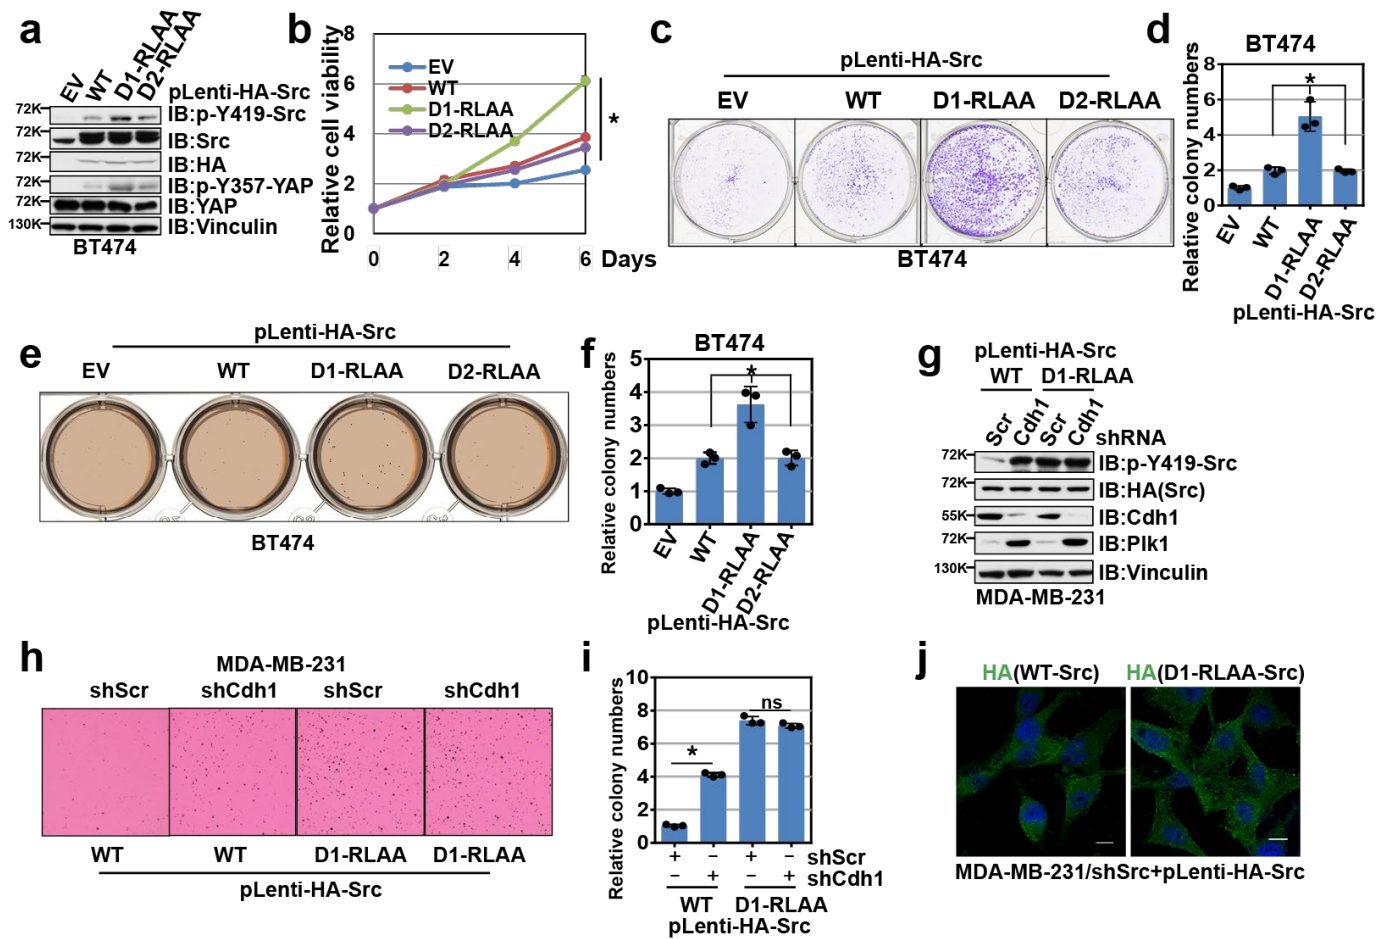 a
EV
WT
D1-RLAA
D2-RLAA
pLenti-HA-Src
72K
IB:p-Y419-Src
72K
IB:Src
72K
IB:HA
72K
IB:p-Y357-YAP
72K
IB:YAP
130K
IB:Vinculin
BT474
b
Relative cell viability
8
6
4
2
0
EV
WT
D1-RLAA
D2-RLAA
*
0 2 4 6 Days
c
pLenti-HA-Src
EV WT D1-RLAA D2-RLAA
BT474
d
BT474
Relative colony numbers
8
6
4
2
0
*
EV
WT
D1-RLAA
D2-RLAA
pLenti-HA-Src
e
pLenti-HA-Src
EV WT D1-RLAA D2-RLAA
BT474
f
BT474
Relative colony numbers
5
4
3
2
1
0
*
EV
WT
D1-RLAA
D2-RLAA
pLenti-HA-Src
g
pLenti-HA-Src
WT D1-RLAA
Scr Cdh1 Scr Cdh1 shRNA
72K IB:p-Y419-Src
72K IB:HA(Src)
55K IB:Cdh1
72K IB:Plk1
130K IB:Vinculin
MDA-MB-231
h
MDA-MB-231
shScr shCdh1 shScr shCdh1
WT WT D1-RLAA D1-RLAA
pLenti-HA-Src
i
Relative colony numbers
10
8
6
4
2
0
*
ns
+ − + − shScr
− + − + shCdh1
WT D1-RLAA
pLenti-HA-Src
j
HA(WT-Src) HA(D1-RLAA-Src)
MDA-MB-231/shSrc+pLenti-HA-Src